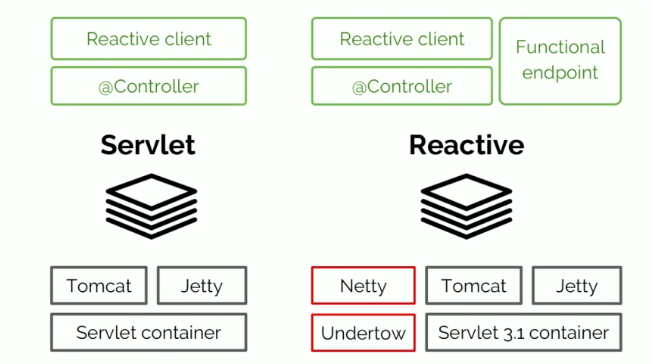 Reactive client
@Controller
Servlet
Tomcat
Jetty
Servlet container
Reactive client
@Controller
Functional
endpoint
Reactive
Netty
Tomcat
Jetty
Undertow
Servlet 3.1 container